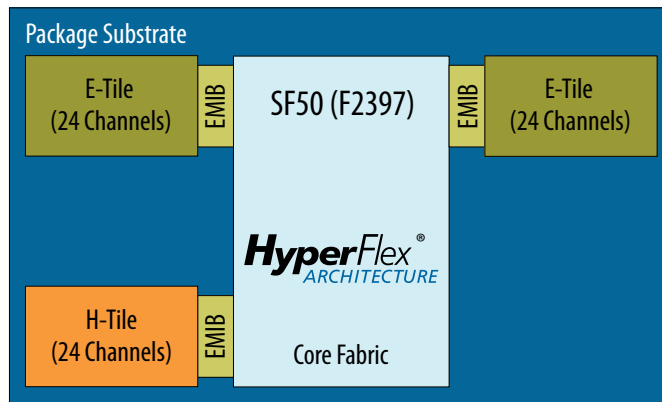 Package Substrate
E-Tile
(24 Channels)
EMIB
SF50 (F2397)
EMIB
E-Tile
(24 Channels)
HyperFlex®
ARCHITECTURE
H-Tile
(24 Channels)
EMIB
Core Fabric